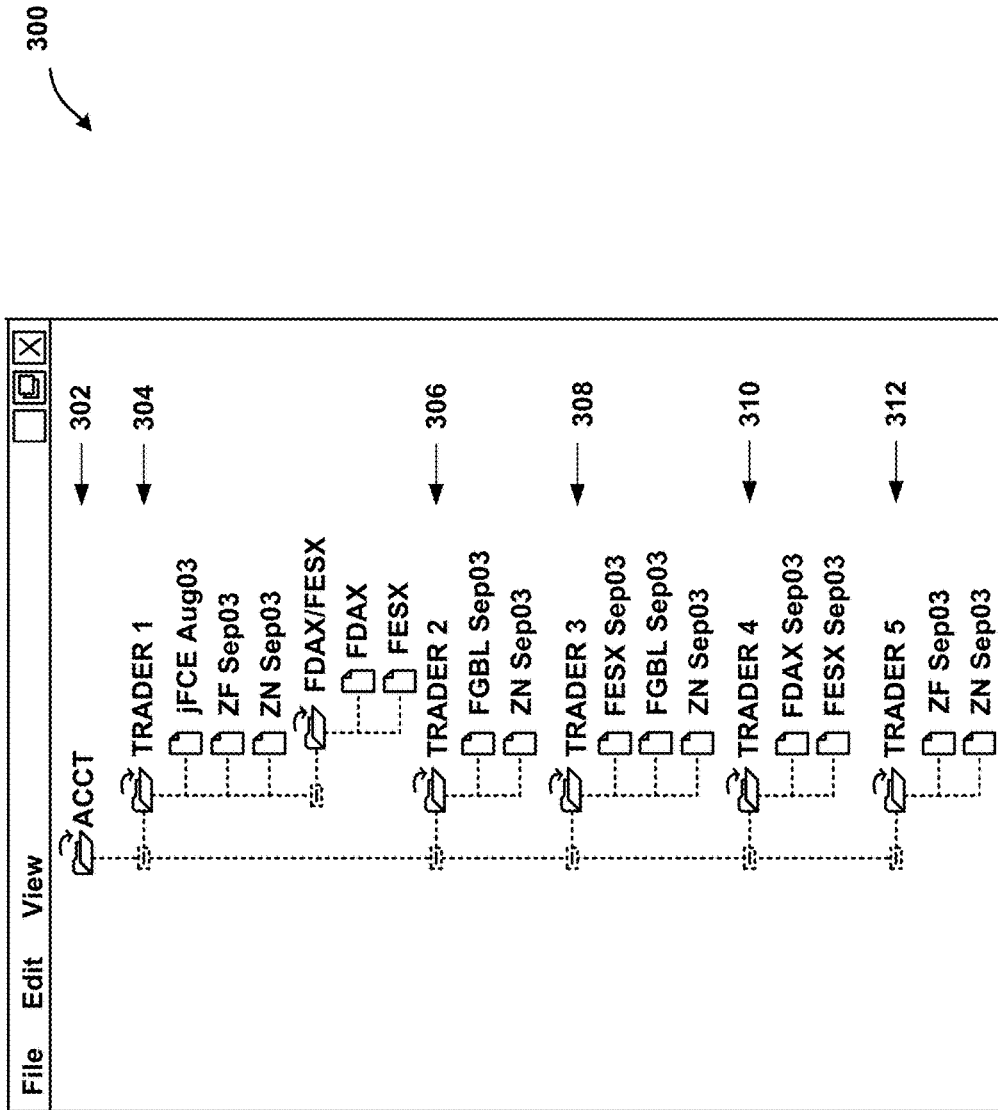 300
File Edit View
ACCT 302
TRADER 1 304
jFCE Aug03
ZF Sep03
ZN Sep03
FDAX/FESX
FDAX
FESX
TRADER 2 306
FGBL Sep03
ZN Sep03
TRADER 3 308
FESX Sep03
FGBL Sep03
ZN Sep03
TRADER 4 310
FDAX Sep03
FESX Sep03
TRADER 5 312
ZF Sep03
ZN Sep03